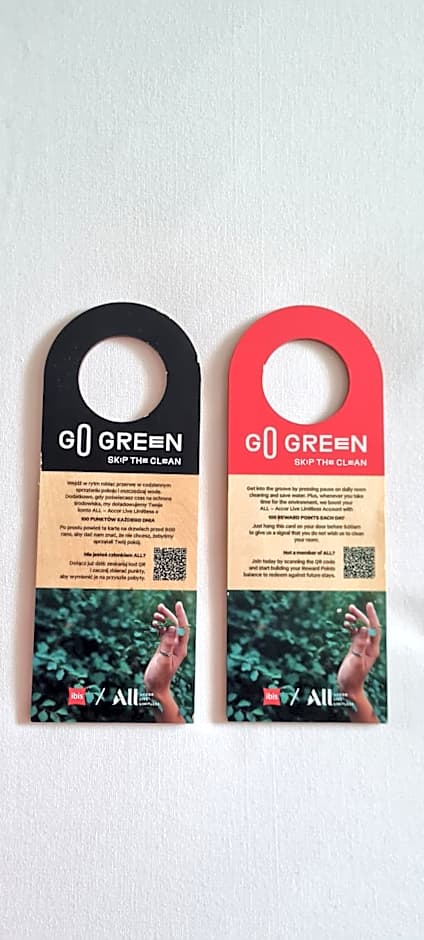 GO GREEN
SKIP THE CLEAN
Wejdź w rytm robiąc przerwę w codziennym
sprzątaniu pokoju i oszczędzaj wodę.
Dodatkowo, gdy poświęcasz czas na ochronę
środowiska, my doładowujemy Twoje
konto ALL – Accor Live Limitless o
100 PUNKTÓW KAŻDEGO DNIA
Po prostu powieś tę kartę na drzwiach przed 9:00
rano, aby dać nam znać, że nie chcesz, żebyśmy
sprzątali Twój pokój.
Nie jesteś członkiem ALL?
Dołącz już dziś: zeskanuj kod QR
i zacznij zbierać punkty,
aby wymienić je na przyszłe pobyty.
ibis / ALL ACCOR
LIVE
LIMITLESS
GO GREEN
SKIP THE CLEAN
Get into the groove by pressing pause on daily room
cleaning and save water. Plus, whenever you take
time for the environment, we boost your
ALL – Accor Live Limitless Account with
100 REWARD POINTS EACH DAY
Just hang this card on your door before 9:00am
to give us a signal that you do not wish us to clean
your room.
Not a member of ALL?
Join today by scanning the QR code
and start building your Reward Points
balance to redeem against future stays.
ibis / ALL ACCOR
LIVE
LIMITLESS